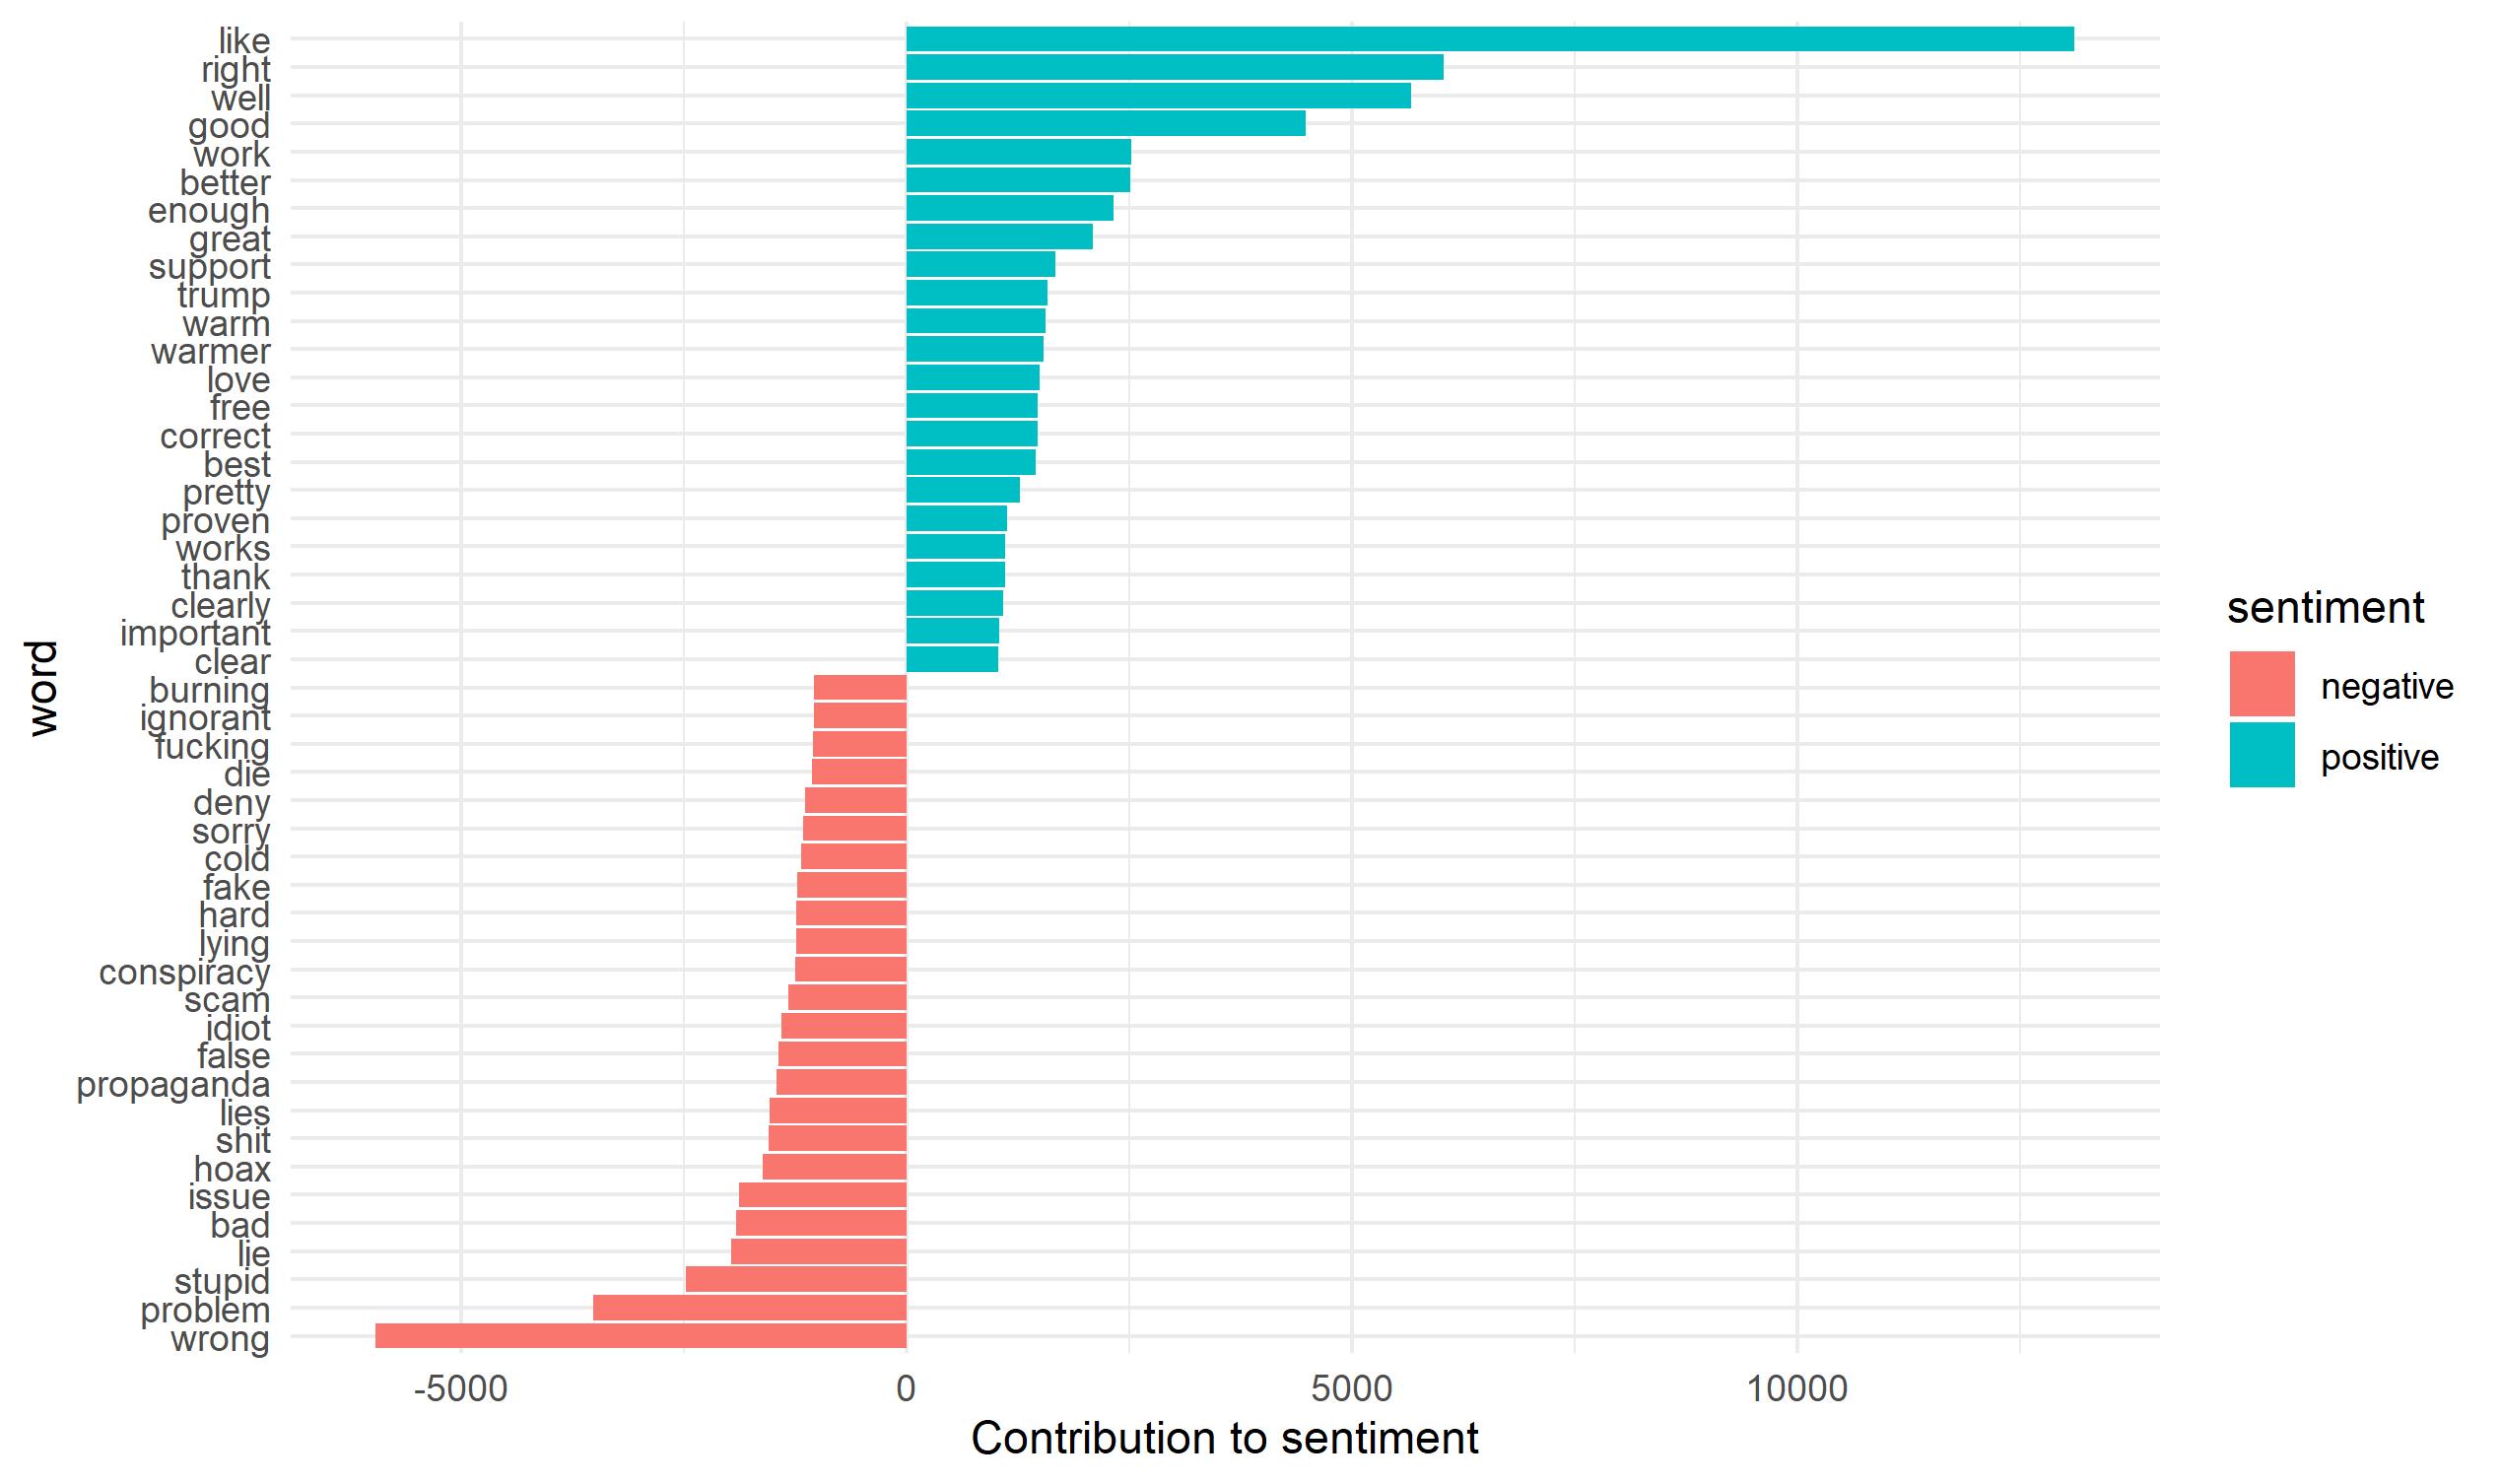 like
right
well
good
work
better
enough
great
support
trump
warm
warmer
love
free
correct
best
pretty
proven
works
thank
clearly
important
clear
burning
ignorant
fucking
die
deny
sorry
cold
fake
hard
lying
conspiracy
scam
idiot
false
propaganda
lies
shit
hoax
issue
bad
lie
stupid
problem
wrong
word
-5000 0 5000 10000
Contribution to sentiment
sentiment
negative
positive